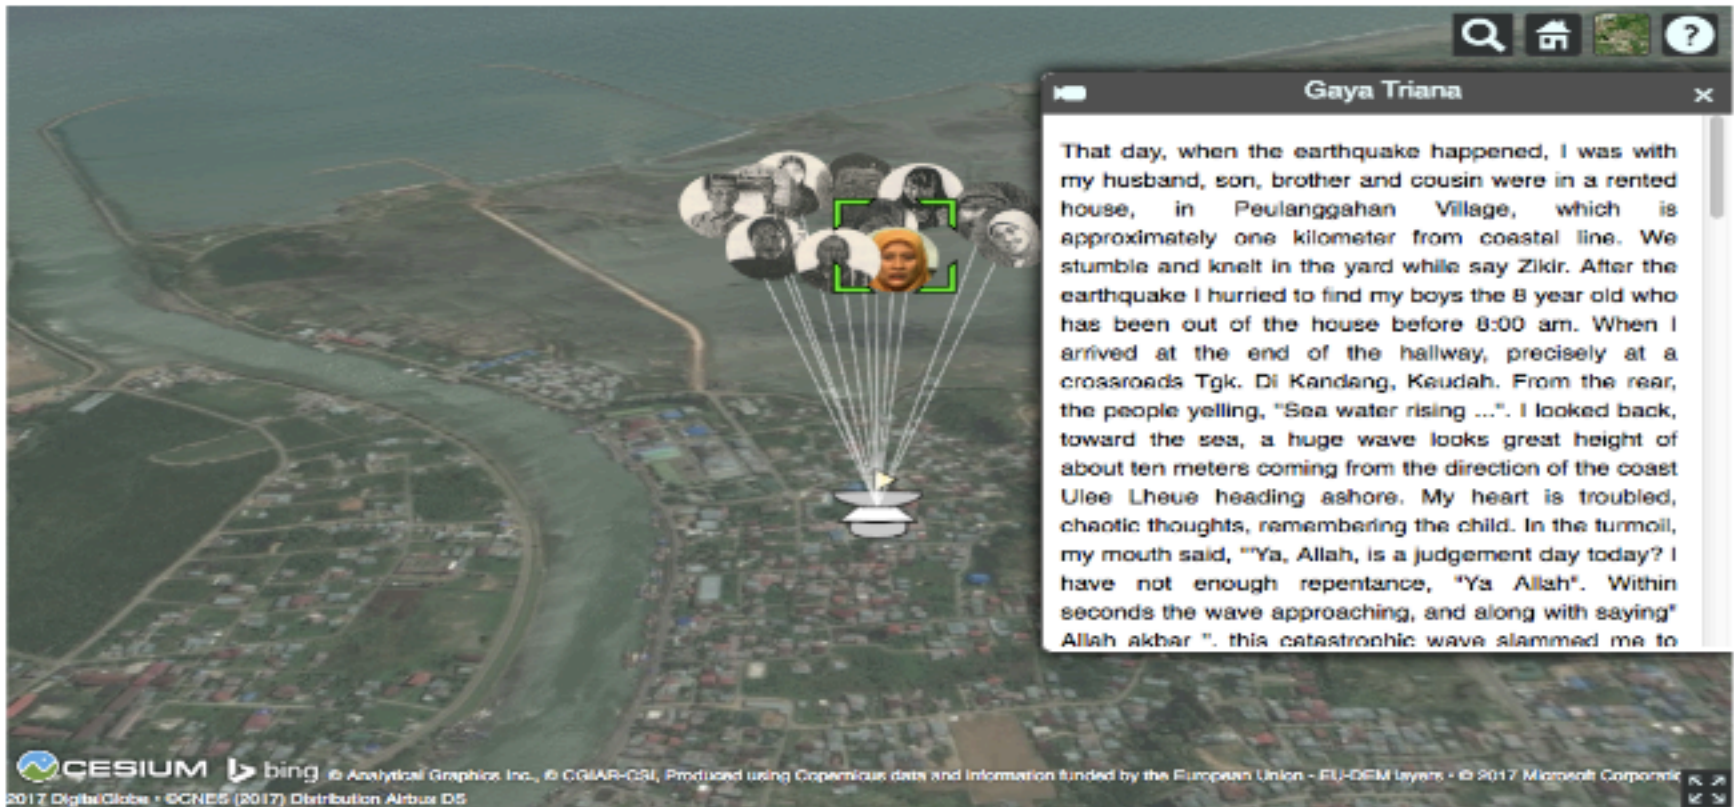 ?
Gaya Triana
×
That day, when the earthquake happened, I was with
my husband, son, brother and cousin were in a rented
house, in Peulanggahan Village, which is
approximately one kilometer from coastal line. We
stumble and knelt in the yard while say Zikir. After the
earthquake I hurried to find my boys the 8 year old who
has been out of the house before 8:00 am. When I
arrived at the end of the hallway, precisely at a
crossroads Tgk. Di Kandang, Keudah. From the rear,
the people yelling, "Sea water rising ...". I looked back,
toward the sea, a huge wave looks great height of
about ten meters coming from the direction of the coast
Ulee Lheue heading ashore. My heart is troubled,
chaotic thoughts, remembering the child. In the turmoil,
my mouth said, "'Ya, Allah, is a judgement day today? I
have not enough repentance, "Ya Allah". Within
seconds the wave approaching, and along with saying"
Allah akbar ", this catastrophic wave slammed me to
CESIUM bing © Analytical Graphics Inc., © CGIAR-CSI, Produced using Copernicus data and information funded by the European Union - EU-DEM layers • © 2017 Microsoft Corporatic
2017 DigitalGlobe • ©CNES (2017) Distribution Airbus DS